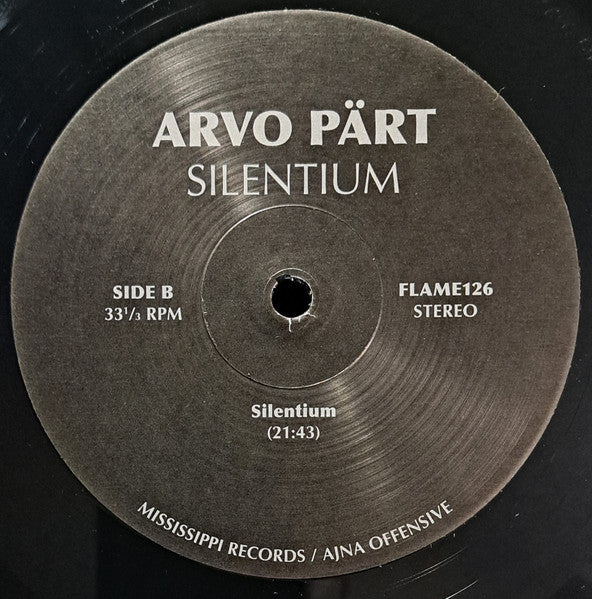 ARVO PÄRT
SILENTIUM
SIDE B
33⅓ RPM
FLAME126
STEREO
Silentium
(21:43)
MISSISSIPPI RECORDS / AJNA OFFENSIVE